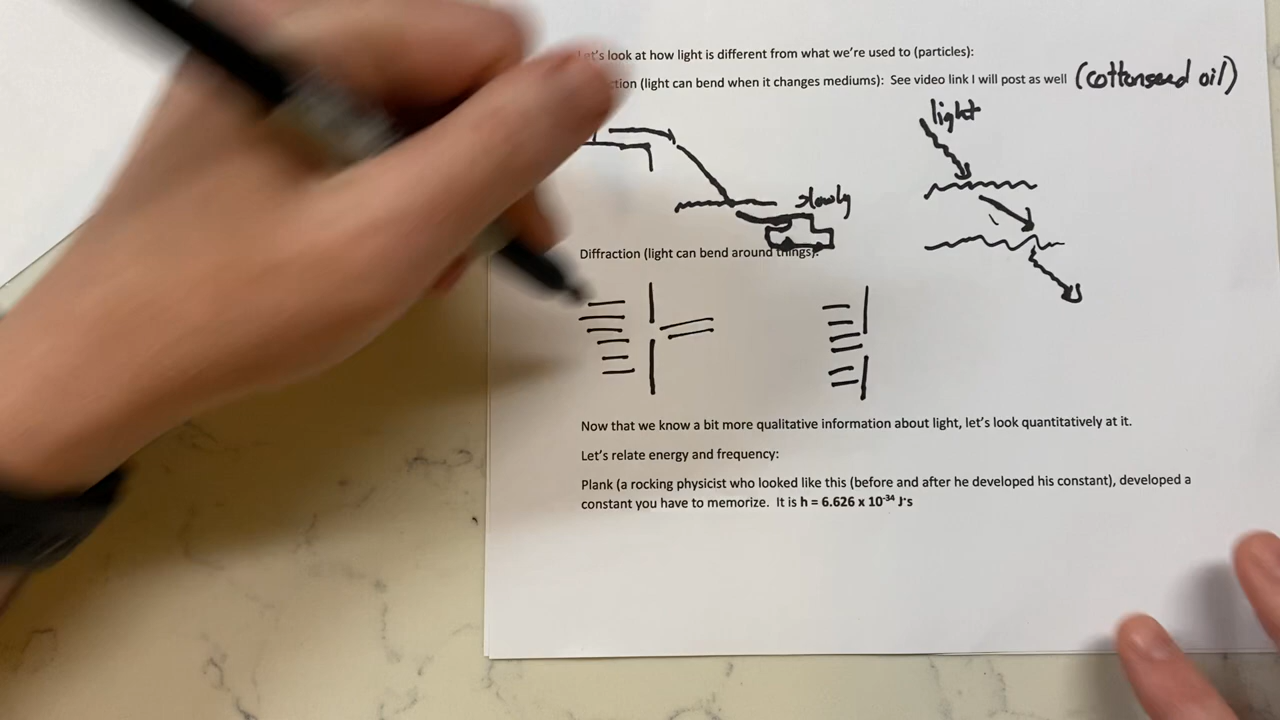 look at how light is different from what we're used to (particles):
(light can bend when it changes mediums): See video link I will post as well (cottonseed oil)
light
slowly
Diffraction (light can bend around things):
Now that we know a bit more qualitative information about light, let's look quantitatively at it.
Let's relate energy and frequency:
Plank (a rocking physicist who looked like this (before and after he developed his constant), developed a
constant you have to memorize. It is h = 6.626 x 10⁻³⁴ J·s